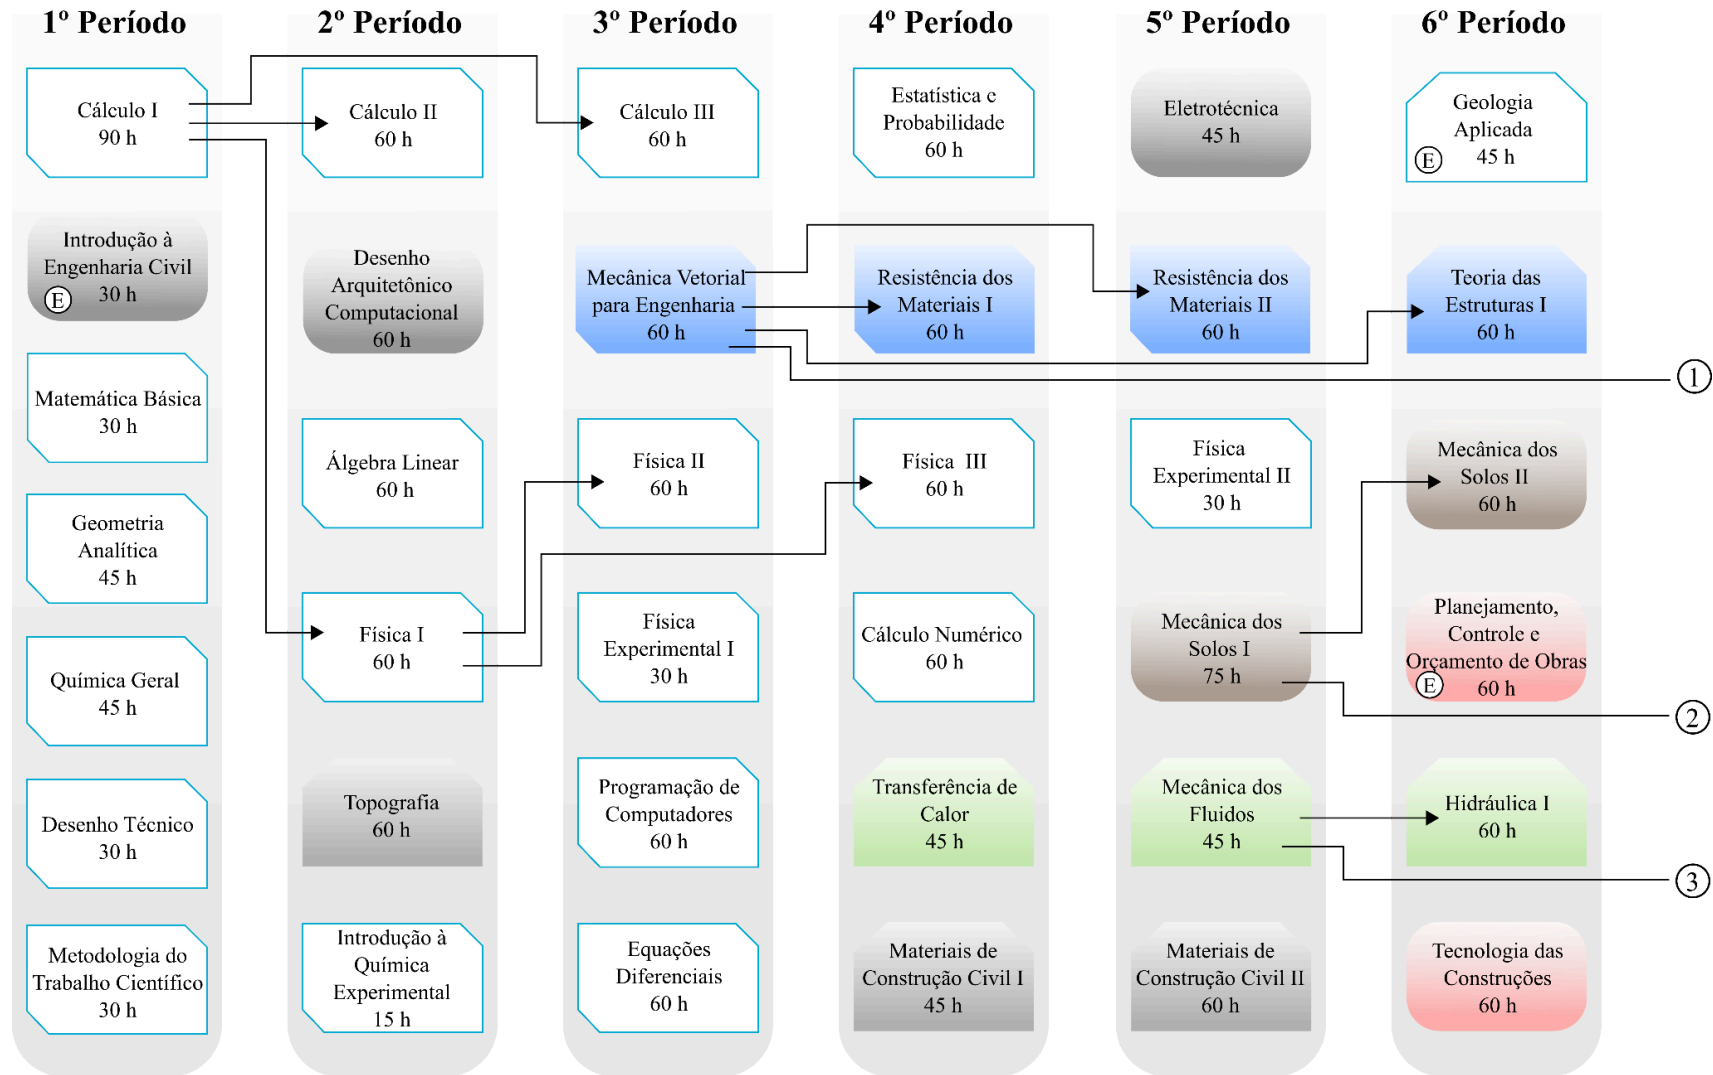 1º Período
2º Período
3º Período
4º Período
5º Período
6º Período
Cálculo I
90 h
Cálculo II
60 h
Cálculo III
60 h
Estatística e
Probabilidade
60 h
Eletrotécnica
45 h
Geologia
Aplicada
45 h
E
Introdução à
Engenharia Civil
30 h
E
Desenho
Arquitetônico
Computacional
60 h
Mecânica Vetorial
para Engenharia
60 h
Resistência dos
Materiais I
60 h
Resistência dos
Materiais II
60 h
Teoria das
Estruturas I
60 h
1
Matemática Básica
30 h
Álgebra Linear
60 h
Física II
60 h
Física III
60 h
Física
Experimental II
30 h
Mecânica dos
Solos II
60 h
Geometria
Analítica
45 h
Física I
60 h
Física
Experimental I
30 h
Cálculo Numérico
60 h
Mecânica dos
Solos I
75 h
Planejamento,
Controle e
Orçamento de Obras
60 h
E
2
Química Geral
45 h
Desenho Técnico
30 h
Topografia
60 h
Programação de
Computadores
60 h
Transferência de
Calor
45 h
Mecânica dos
Fluidos
45 h
Hidráulica I
60 h
3
Metodologia do
Trabalho Científico
30 h
Introdução à
Química
Experimental
15 h
Equações
Diferenciais
60 h
Materiais de
Construção Civil I
45 h
Materiais de
Construção Civil II
60 h
Tecnologia das
Construções
60 h